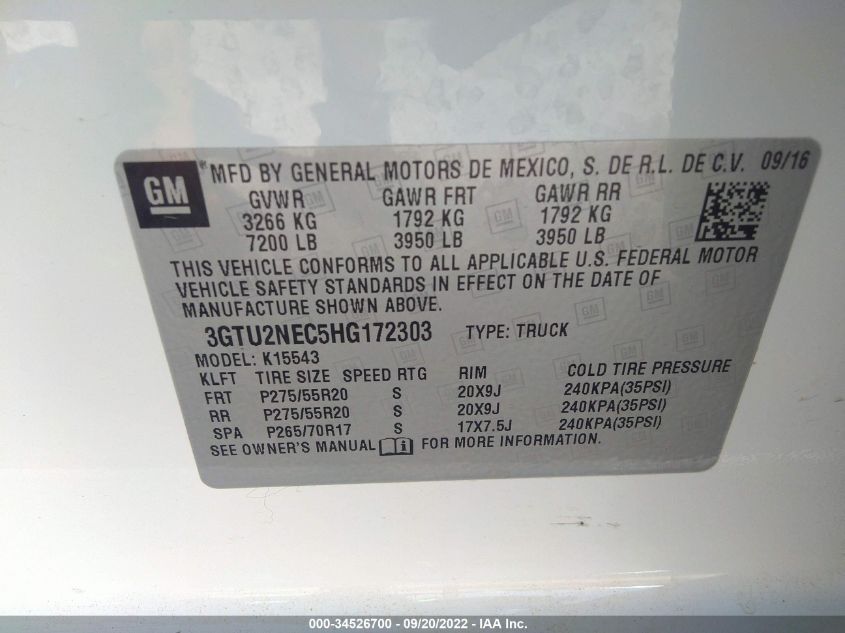 GM ® MFD BY GENERAL MOTORS DE MEXICO, S. DE R.L. DE C.V. 09/16
GVWR GAWR FRT GAWR RR
3266 KG 1792 KG 1792 KG
7200 LB 3950 LB 3950 LB
THIS VEHICLE CONFORMS TO ALL APPLICABLE U.S. FEDERAL MOTOR
VEHICLE SAFETY STANDARDS IN EFFECT ON THE DATE OF
MANUFACTURE SHOWN ABOVE.
3GTU2NEC5HG172303 TYPE: TRUCK
MODEL: K15543
KLFT TIRE SIZE SPEED RTG RIM COLD TIRE PRESSURE
FRT P275/55R20 S 20X9J 240KPA(35PSI)
RR P275/55R20 S 20X9J 240KPA(35PSI)
SPA P265/70R17 S 17X7.5J 240KPA(35PSI)
SEE OWNER'S MANUAL FOR MORE INFORMATION.
000-34526700 - 09/20/2022 - IAA Inc.